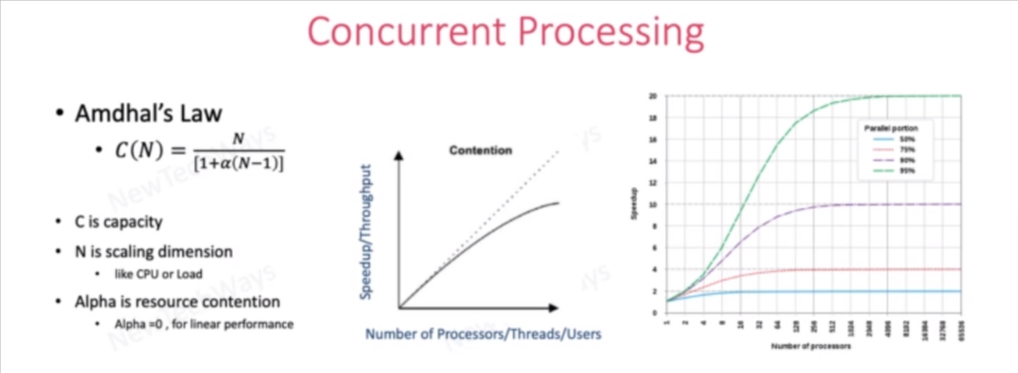 Concurrent Processing
• Amdhal's Law
• C(N) = N / [1+α(N−1)]
• C is capacity
• N is scaling dimension
• like CPU or Load
• Alpha is resource contention
• Alpha =0 , for linear performance
Contention
Speedup/Throughput
Number of Processors/Threads/Users
20
18
16
14
12
10
8
6
4
2
0
Speedup
Parallel portion
50%
75%
90%
95%
1
2
4
8
16
32
64
128
256
512
1024
2048
4096
8192
16384
32768
65536
Number of processors
NewTechWays